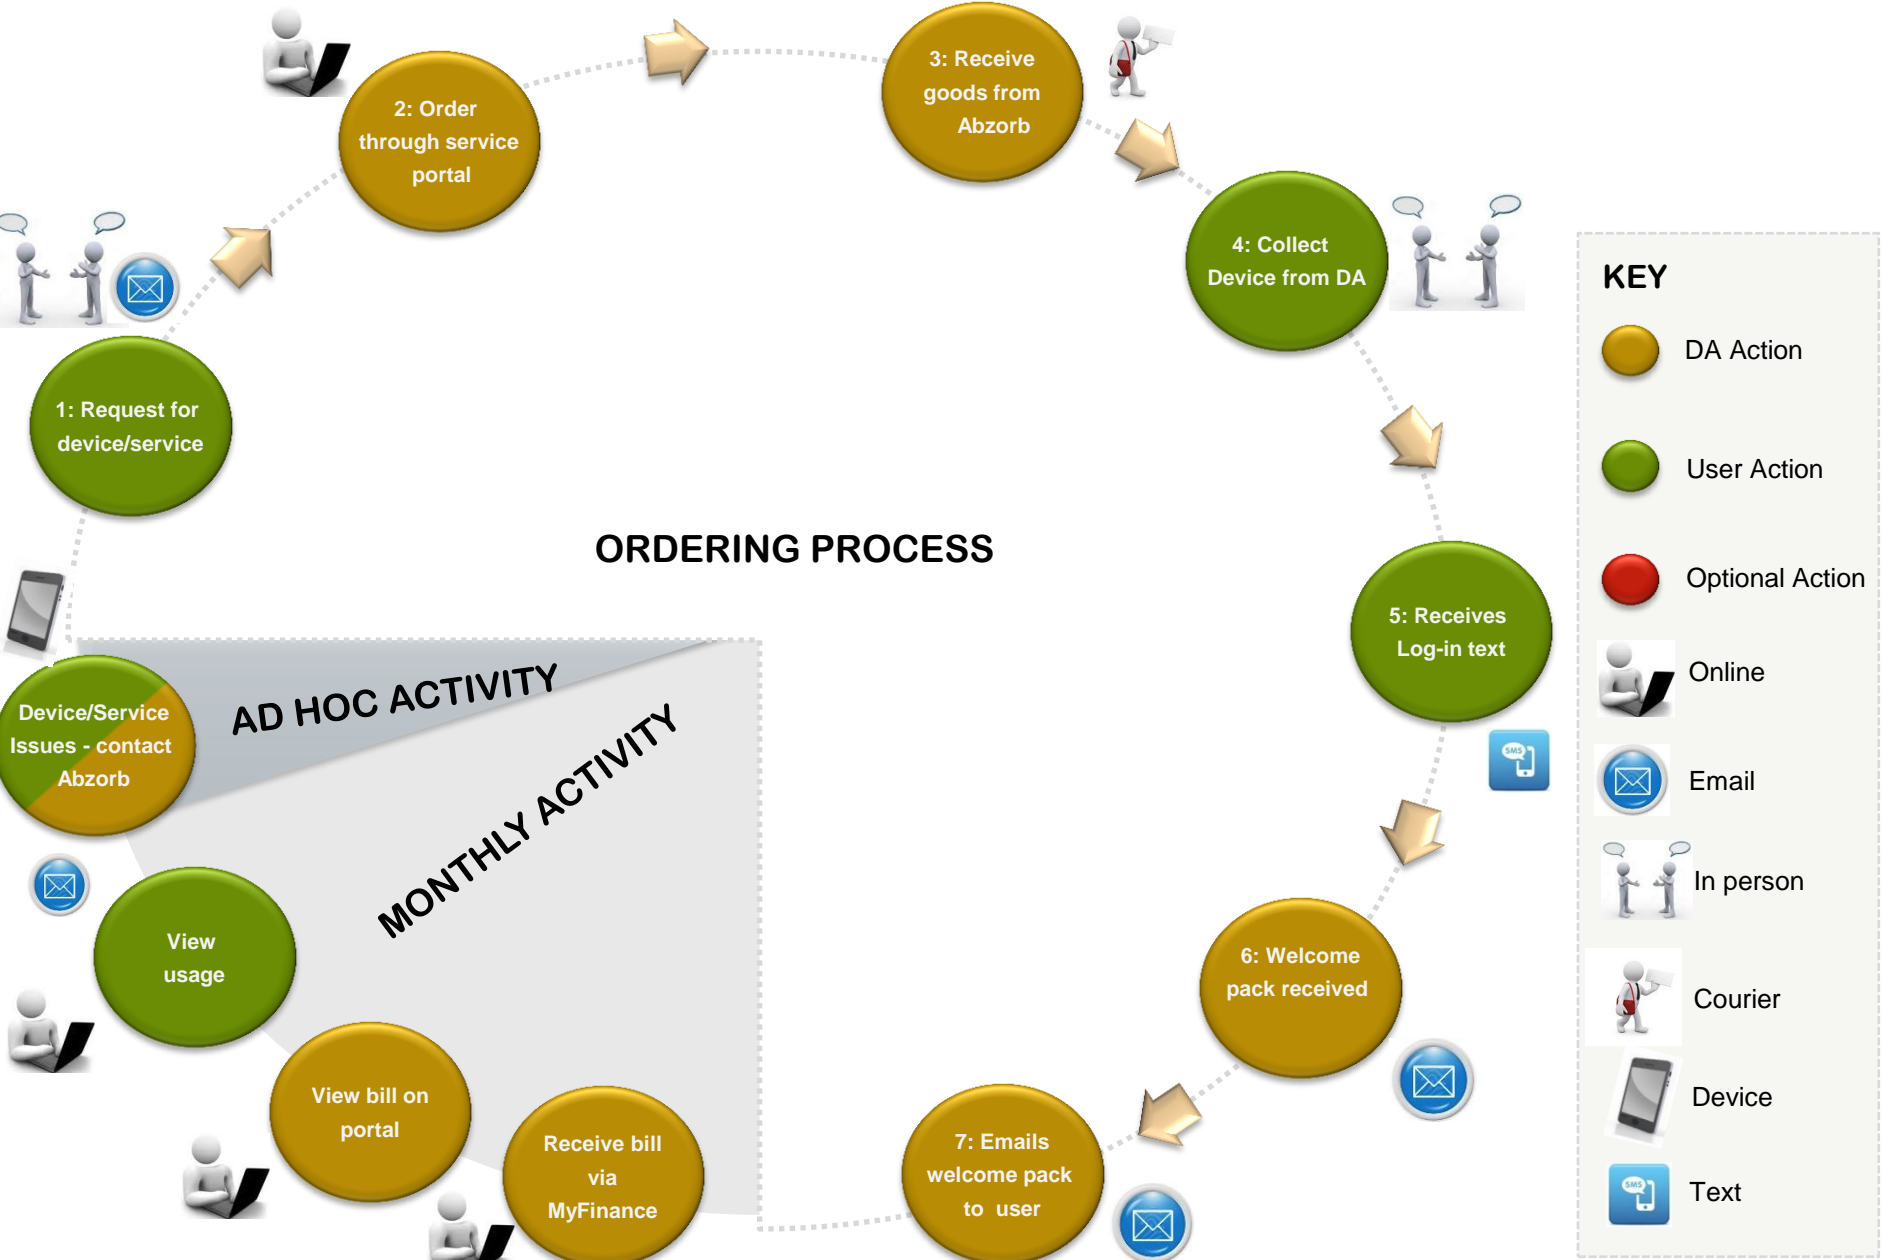 2: Order
through service
portal
3: Receive
goods from
Abzorb
4: Collect
Device from DA
1: Request for
device/service
ORDERING PROCESS
5: Receives
Log-in text
AD HOC ACTIVITY
MONTHLY ACTIVITY
Device/Service
Issues - contact
Abzorb
View
usage
View bill on
portal
Receive bill
via
MyFinance
6: Welcome
pack received
7: Emails
welcome pack
to user
SMS
KEY
DA Action
User Action
Optional Action
Online
Email
In person
Courier
Device
SMS
Text